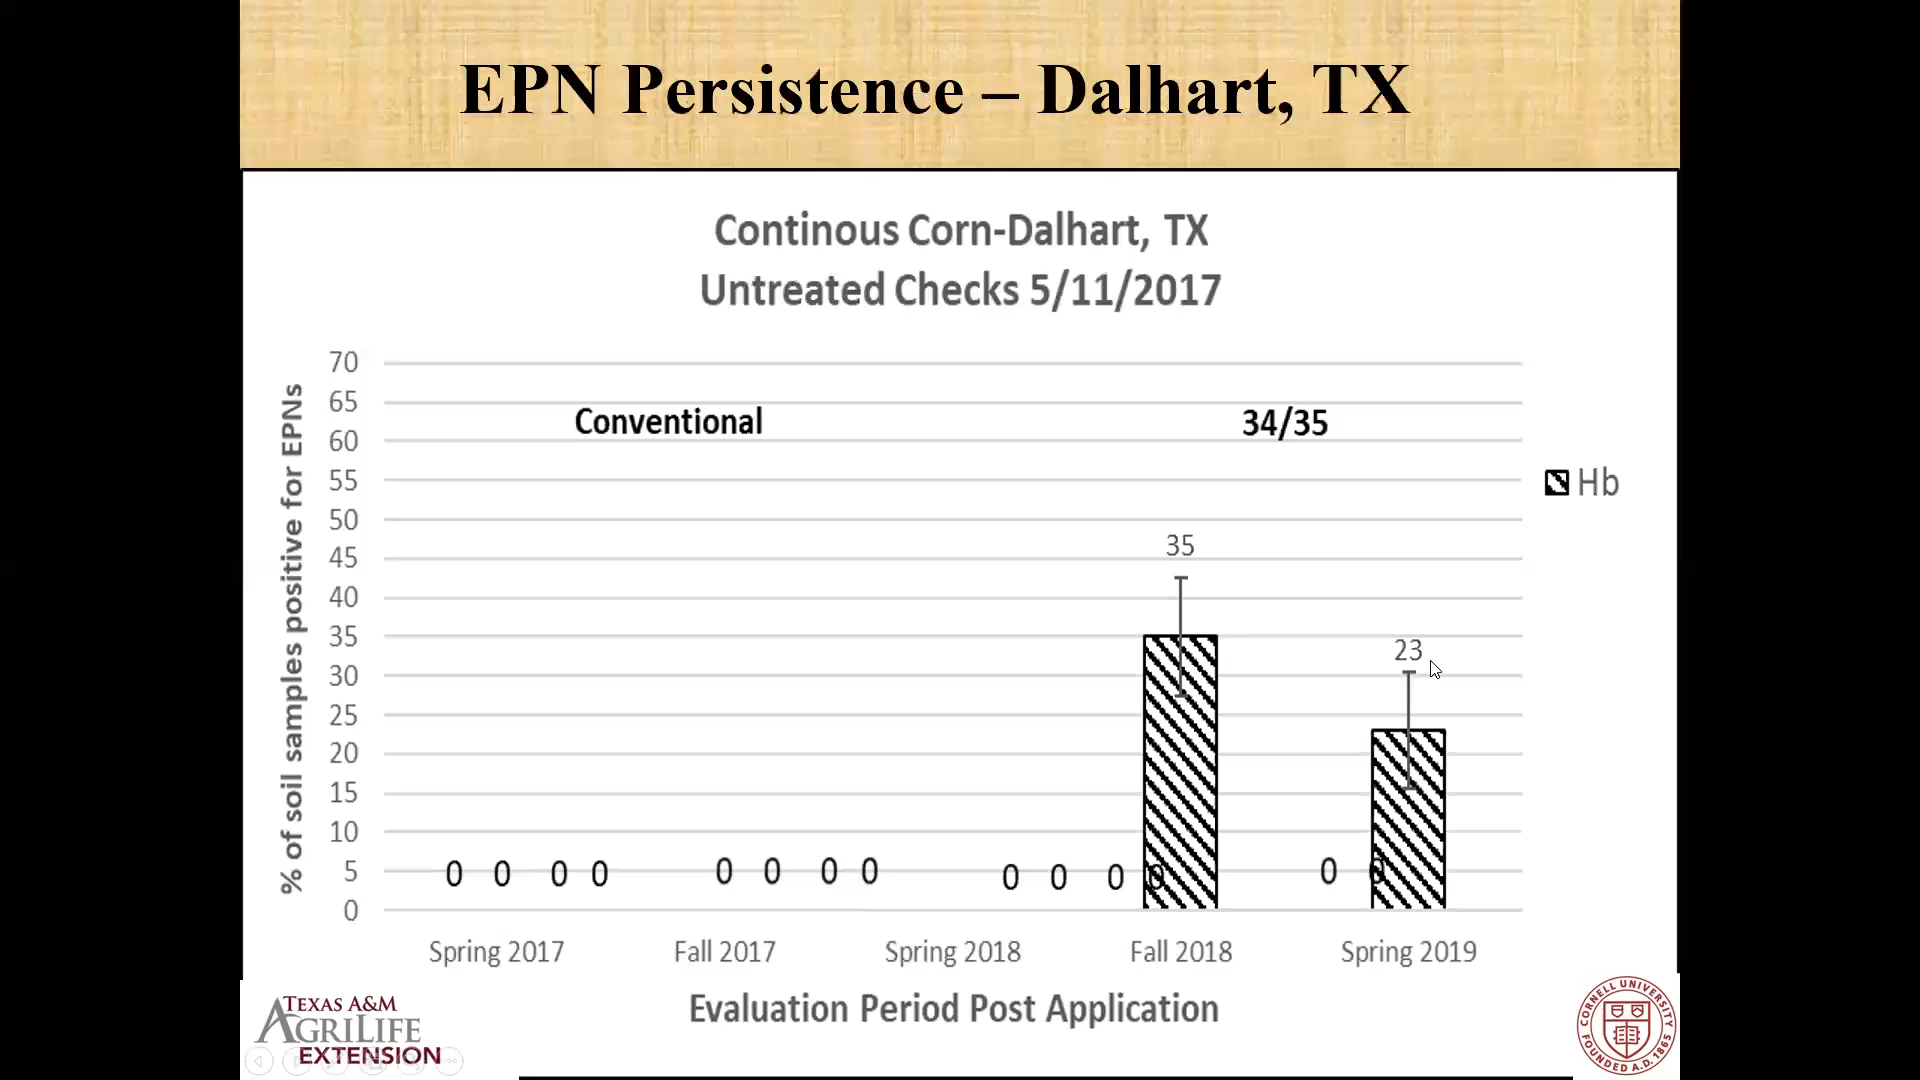 EPN Persistence – Dalhart, TX
Continous Corn-Dalhart, TX
Untreated Checks 5/11/2017
% of soil samples positive for EPNs
70
65
60
55
50
45
40
35
30
25
20
15
10
5
0
Conventional
34/35
Hb
35
23
0 0 0 0
0 0 0 0
0 0 0 0
0 0
Spring 2017
Fall 2017
Spring 2018
Fall 2018
Spring 2019
Evaluation Period Post Application
TEXAS A&M
AGRILIFE
EXTENSION
CORNELL UNIVERSITY
FOUNDED A.D. 1865